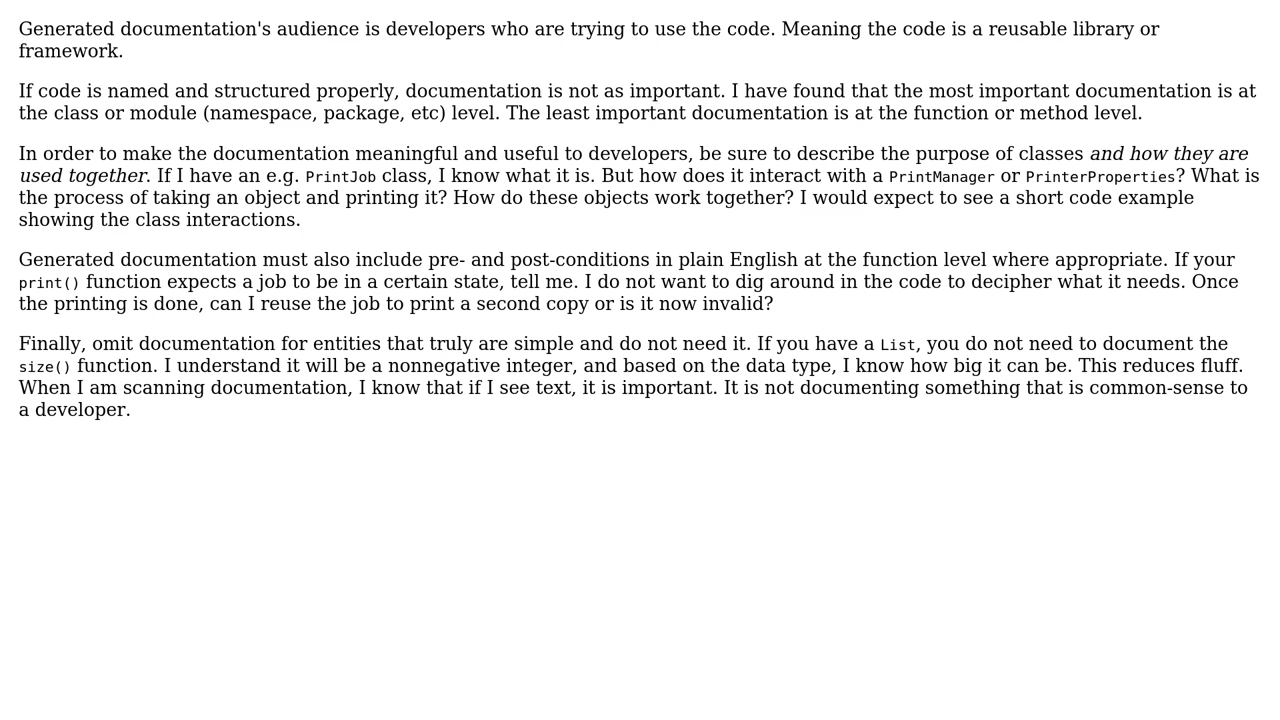 Generated documentation's audience is developers who are trying to use the code. Meaning the code is a reusable library or
framework.
If code is named and structured properly, documentation is not as important. I have found that the most important documentation is at
the class or module (namespace, package, etc) level. The least important documentation is at the function or method level.
In order to make the documentation meaningful and useful to developers, be sure to describe the purpose of classes and how they are
used together. If I have an e.g. PrintJob class, I know what it is. But how does it interact with a PrintManager or PrinterProperties? What is
the process of taking an object and printing it? How do these objects work together? I would expect to see a short code example
showing the class interactions.
Generated documentation must also include pre- and post-conditions in plain English at the function level where appropriate. If your
print() function expects a job to be in a certain state, tell me. I do not want to dig around in the code to decipher what it needs. Once
the printing is done, can I reuse the job to print a second copy or is it now invalid?
Finally, omit documentation for entities that truly are simple and do not need it. If you have a List, you do not need to document the
size() function. I understand it will be a nonnegative integer, and based on the data type, I know how big it can be. This reduces fluff.
When I am scanning documentation, I know that if I see text, it is important. It is not documenting something that is common-sense to
a developer.